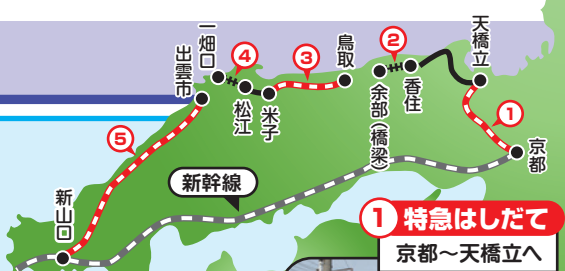 一畑口
出雲市
④
松江
米子
③
鳥取
②
余部(橋梁)
香住
天橋立
①
京都
⑤
新幹線
新山口
① 特急はしだて
京都～天橋立へ